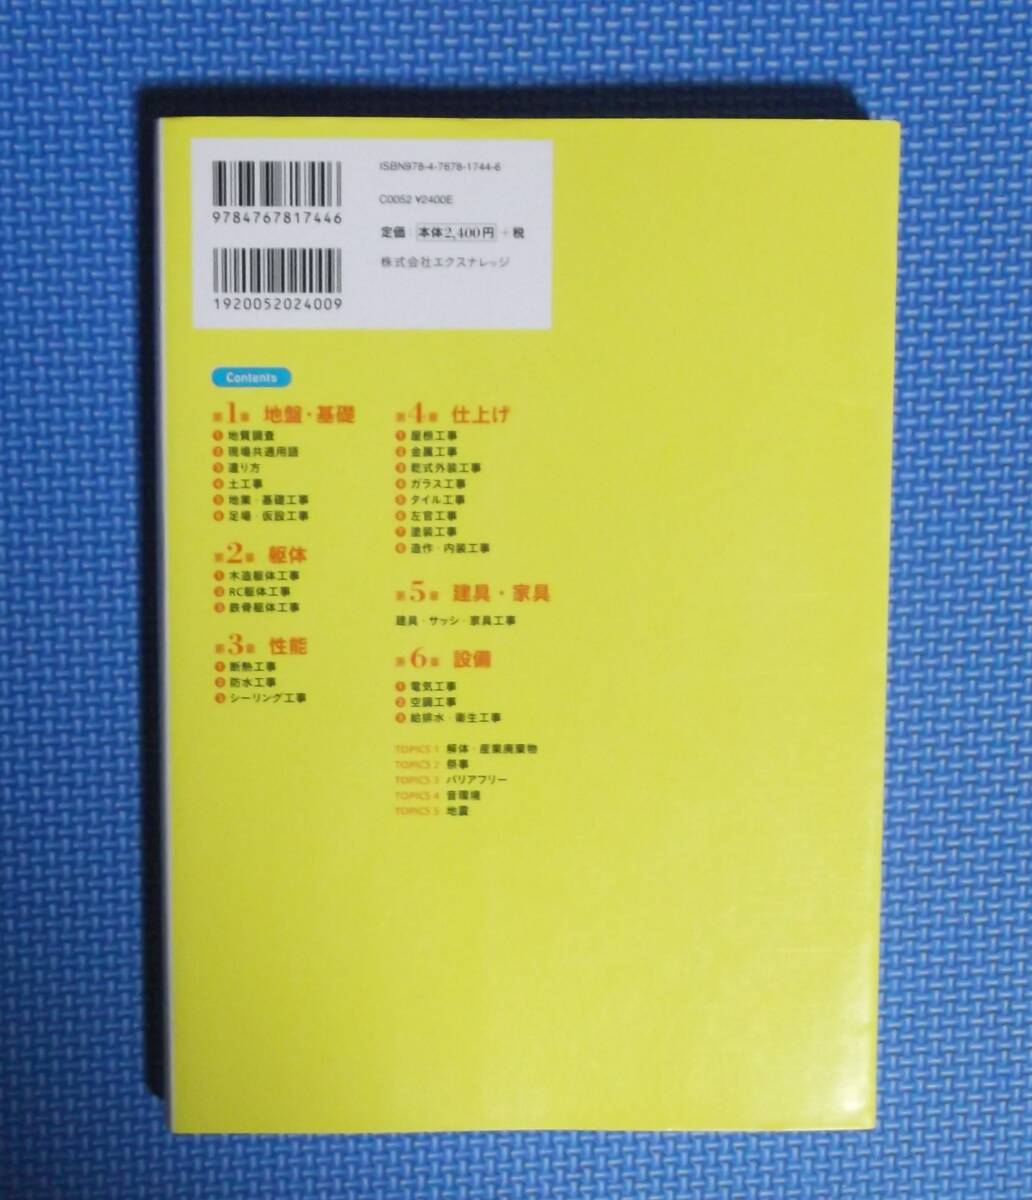 ISBN978-4-7678-1744-6
C0052 ¥2400E
定価: 本体2,400円 + 税
株式会社エクスナレッジ
9784767817446
1920052024009
Contents
第1章 地盤・基礎
1 地質調査
2 現場共通用語
3 遣り方
4 土工事
5 地業・基礎工事
6 足場・仮設工事
第2章 躯体
1 木造躯体工事
2 RC躯体工事
3 鉄骨躯体工事
第3章 性能
1 断熱工事
2 防水工事
3 シーリング工事
第4章 仕上げ
1 屋根工事
2 金属工事
3 乾式外装工事
4 ガラス工事
5 タイル工事
6 左官工事
7 塗装工事
8 造作・内装工事
第5章 建具・家具
建具・サッシ・家具工事
第6章 設備
1 電気工事
2 空調工事
3 給排水・衛生工事
TOPICS 1 解体・産業廃棄物
TOPICS 2 祭事
TOPICS 3 バリアフリー
TOPICS 4 音環境
TOPICS 5 地震